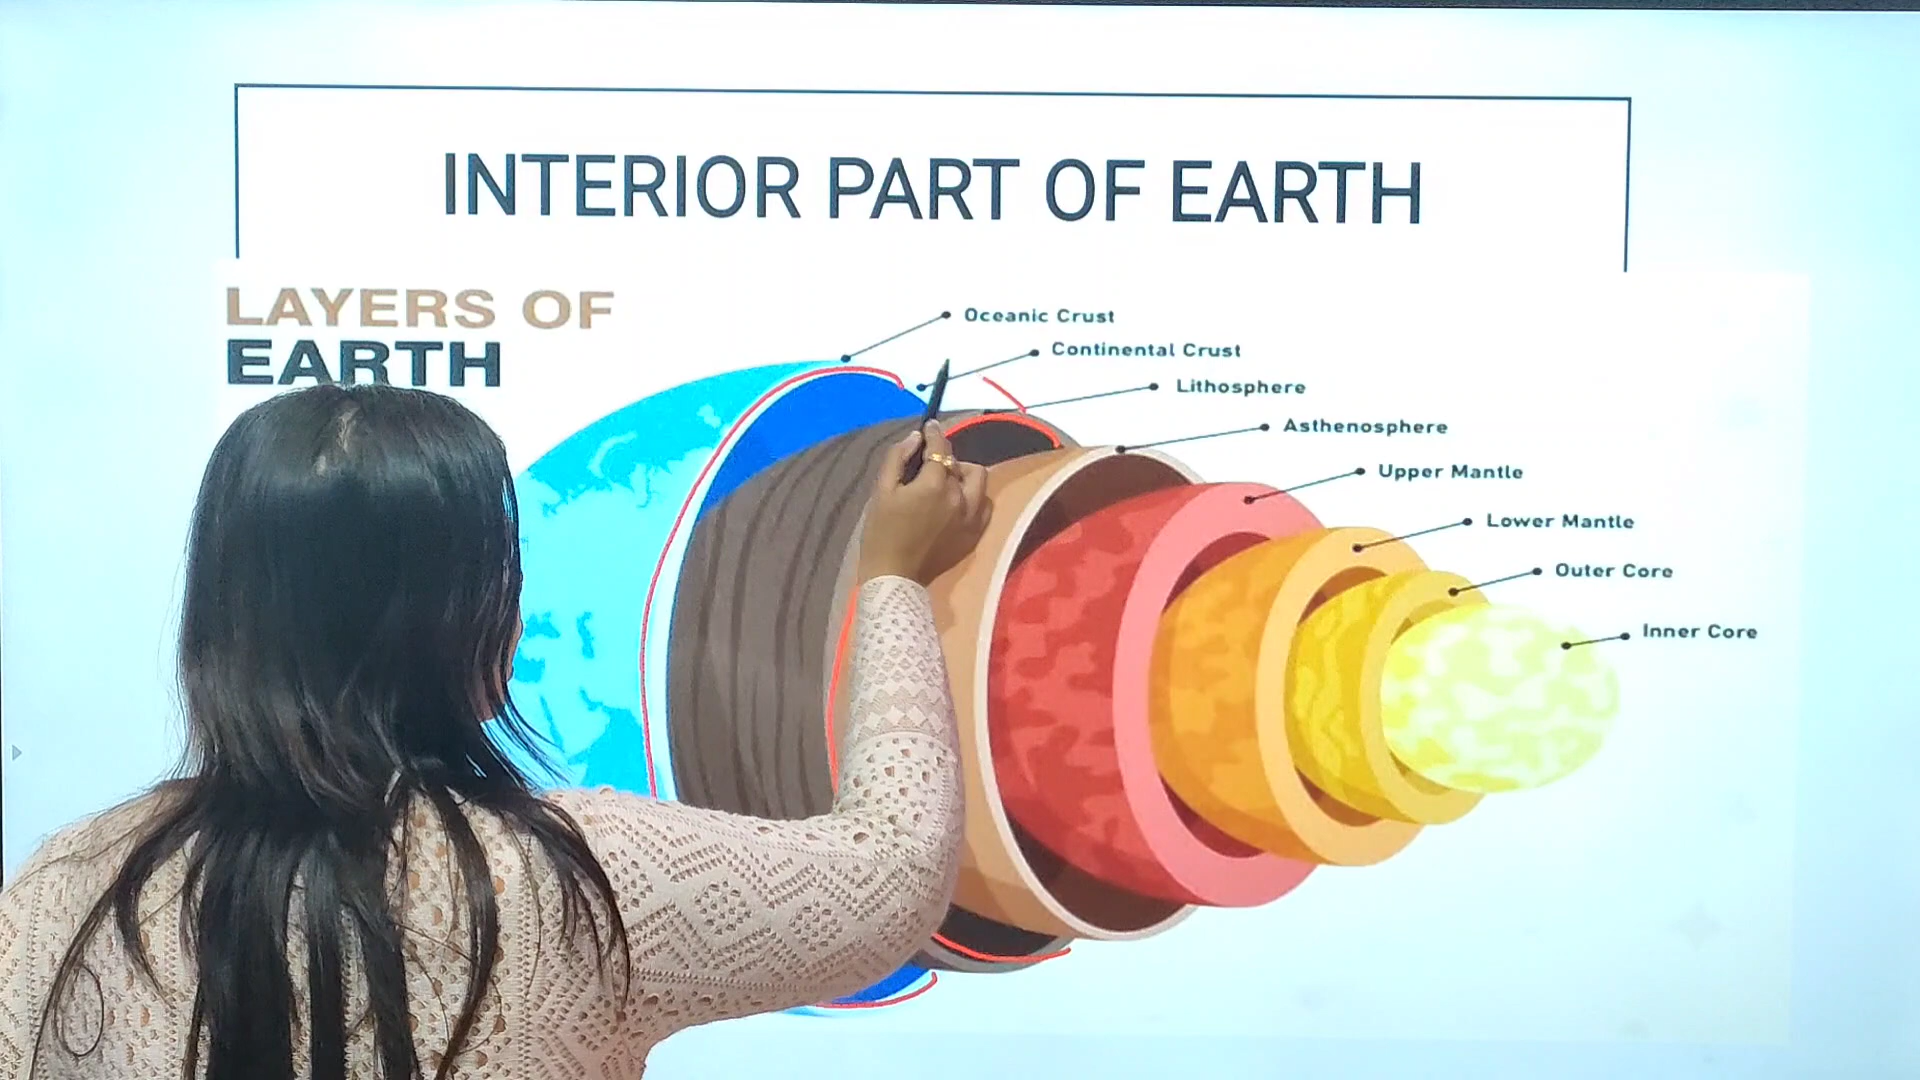 INTERIOR PART OF EARTH
LAYERS OF
EARTH
Oceanic Crust
Continental Crust
Lithosphere
Asthenosphere
Upper Mantle
Lower Mantle
Outer Core
Inner Core